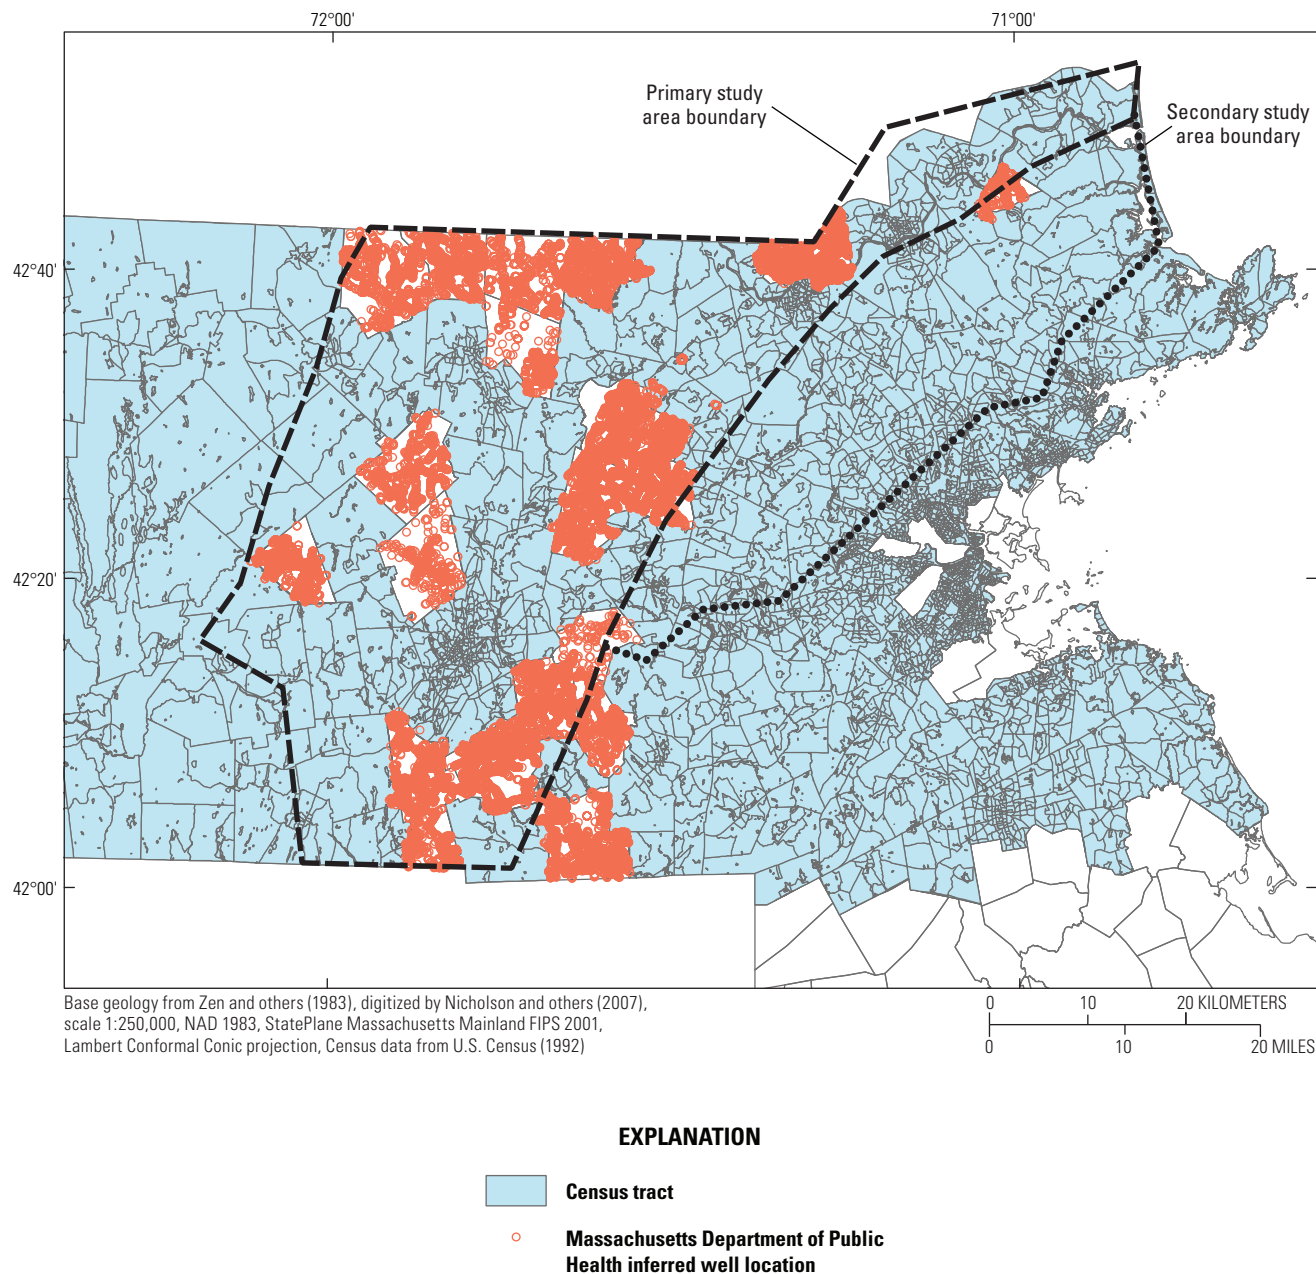 72°00'
71°00'
Primary study
area boundary
Secondary study
area boundary
42°40'
42°20'
42°00'
Base geology from Zen and others (1983), digitized by Nicholson and others (2007),
scale 1:250,000, NAD 1983, StatePlane Massachusetts Mainland FIPS 2001,
Lambert Conformal Conic projection, Census data from U.S. Census (1992)
0 10 20 KILOMETERS
0 10 20 MILES
EXPLANATION
Census tract
Massachusetts Department of Public
Health inferred well location